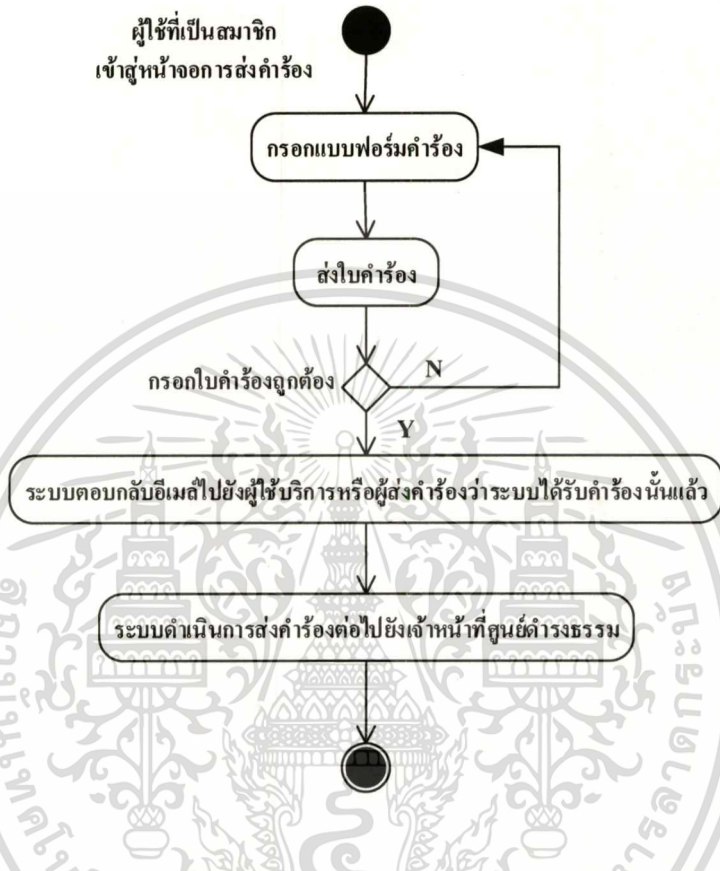 ผู้ใช้ที่เป็นสมาชิก
เข้าสู่หน้าจอการส่งคำร้อง
กรอกแบบฟอร์มคำร้อง
ส่งใบคำร้อง
กรอกใบคำร้องถูกต้อง
N
Y
ระบบตอบกลับอีเมล์ไปยังผู้ใช้บริการหรือผู้ส่งคำร้องว่าระบบได้รับคำร้องนั้นแล้ว
ระบบดำเนินการส่งคำร้องต่อไปยังเจ้าหน้าที่ศูนย์ดำรงธรรม